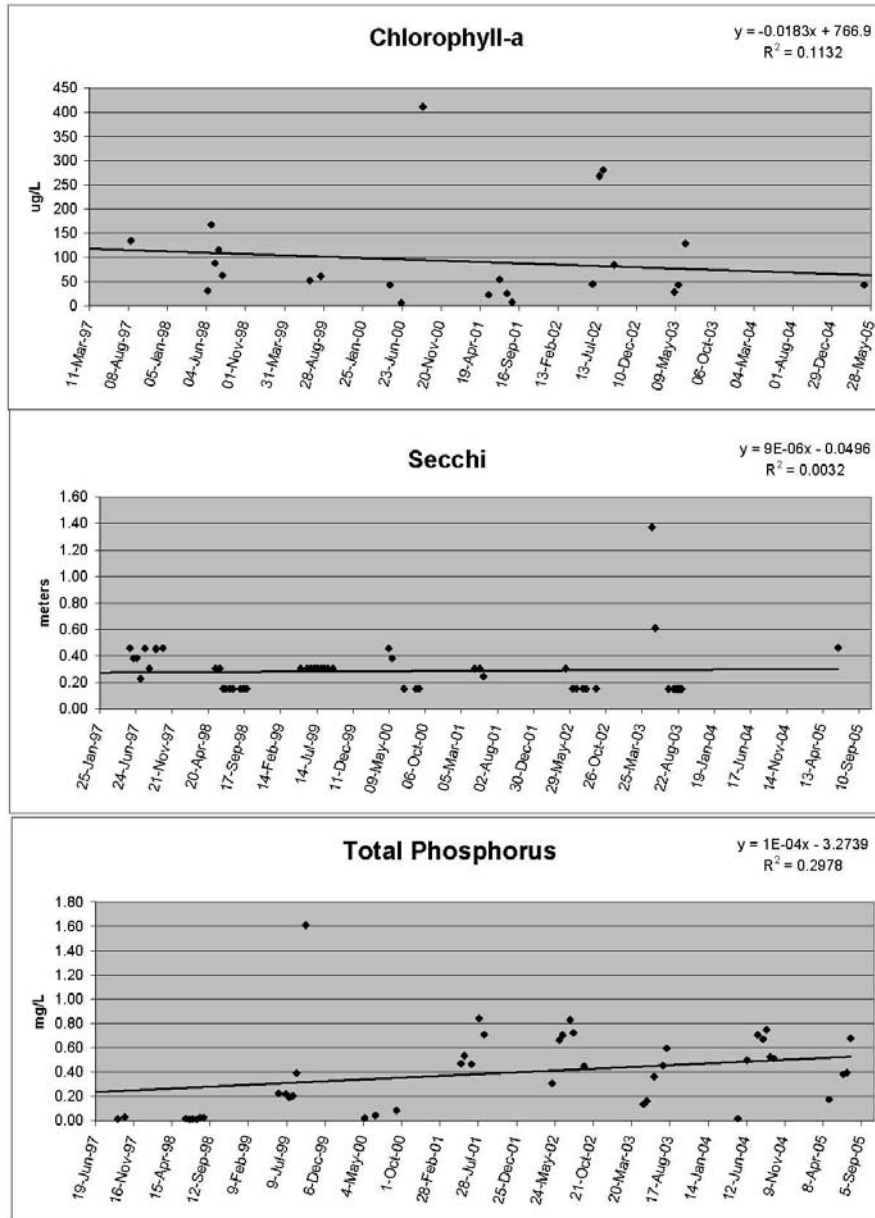 Chlorophyll-a
y = -0.0183x + 766.9
R² = 0.1132
450
400
350
300
250
200
150
100
50
0
ug/L
11-Mar-97
08-Aug-97
05-Jan-98
04-Jun-98
01-Nov-98
31-Mar-99
28-Aug-99
25-Jan-00
23-Jun-00
20-Nov-00
19-Apr-01
16-Sep-01
13-Feb-02
13-Jul-02
10-Dec-02
09-May-03
06-Oct-03
04-Mar-04
01-Aug-04
29-Dec-04
28-May-05
Secchi
y = 9E-06x - 0.0496
R² = 0.0032
1.60
1.40
1.20
1.00
0.80
0.60
0.40
0.20
0.00
meters
25-Jan-97
24-Jun-97
21-Nov-97
20-Apr-98
17-Sep-98
14-Feb-99
14-Jul-99
11-Dec-99
09-May-00
06-Oct-00
05-Mar-01
02-Aug-01
30-Dec-01
29-May-02
26-Oct-02
25-Mar-03
22-Aug-03
19-Jan-04
17-Jun-04
14-Nov-04
13-Apr-05
10-Sep-05
Total Phosphorus
y = 1E-04x - 3.2739
R² = 0.2978
1.80
1.60
1.40
1.20
1.00
0.80
0.60
0.40
0.20
0.00
mg/L
19-Jun-97
16-Nov-97
15-Apr-98
12-Sep-98
9-Feb-99
9-Jul-99
6-Dec-99
4-May-00
1-Oct-00
28-Feb-01
28-Jul-01
25-Dec-01
24-May-02
21-Oct-02
20-Mar-03
17-Aug-03
14-Jan-04
12-Jun-04
9-Nov-04
8-Apr-05
5-Sep-05